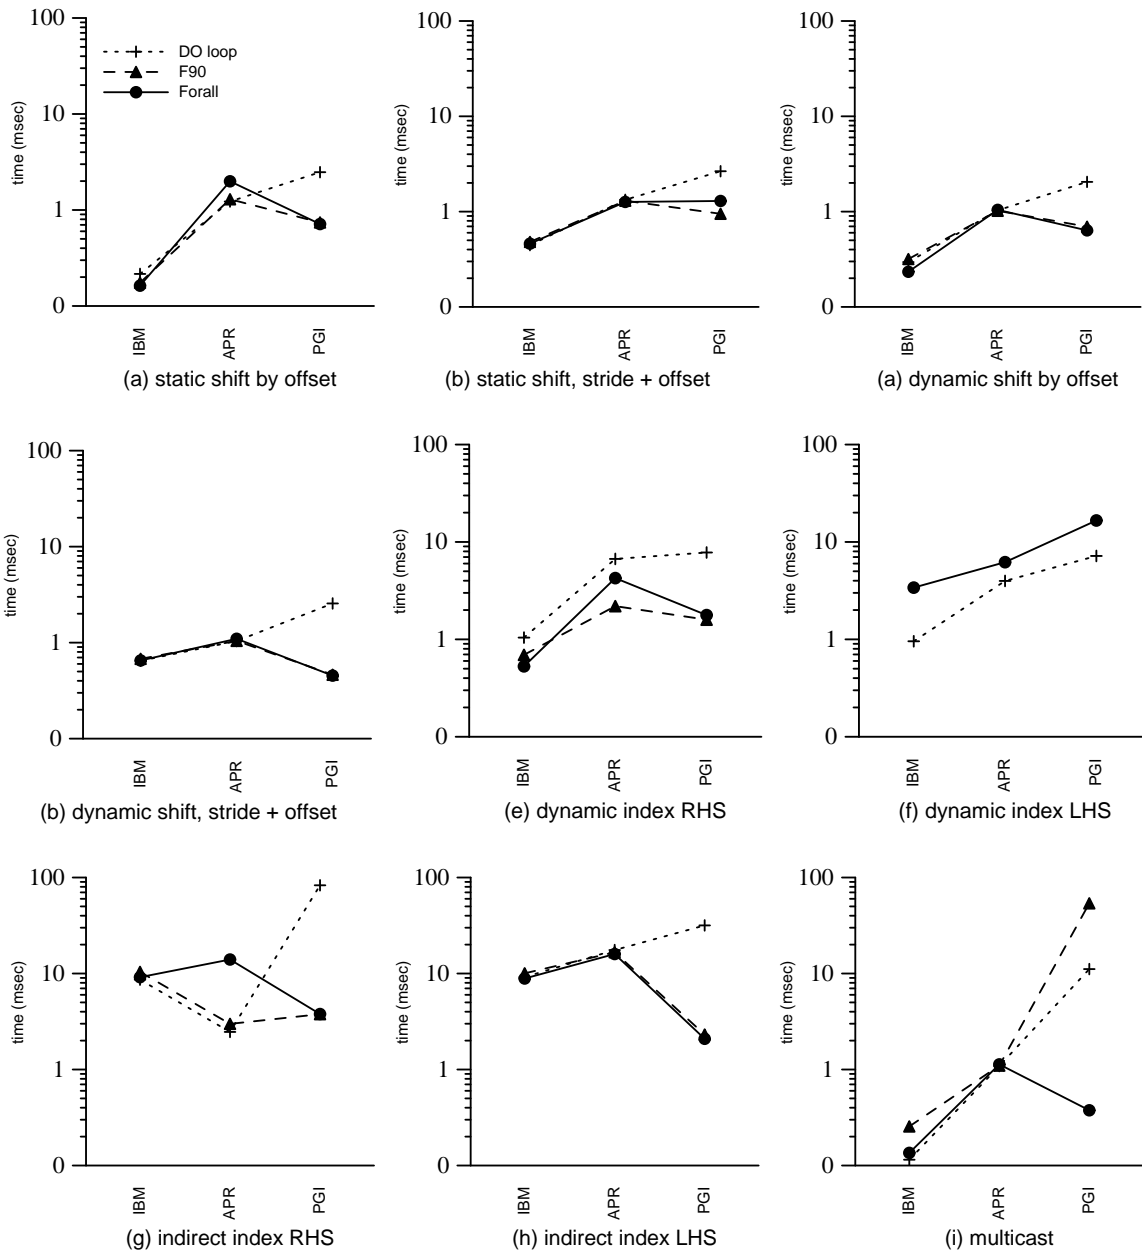 100
10
1
0
time (msec)
DO loop
F90
Forall
IBM
APR
PGI
(a) static shift by offset
100
10
1
0
time (msec)
IBM
APR
PGI
(b) static shift, stride + offset
100
10
1
0
time (msec)
IBM
APR
PGI
(a) dynamic shift by offset
100
10
1
0
time (msec)
IBM
APR
PGI
(b) dynamic shift, stride + offset
100
10
1
0
time (msec)
IBM
APR
PGI
(e) dynamic index RHS
100
10
1
0
time (msec)
IBM
APR
PGI
(f) dynamic index LHS
100
10
1
0
time (msec)
IBM
APR
PGI
(g) indirect index RHS
100
10
1
0
time (msec)
IBM
APR
PGI
(h) indirect index LHS
100
10
1
0
time (msec)
IBM
APR
PGI
(i) multicast